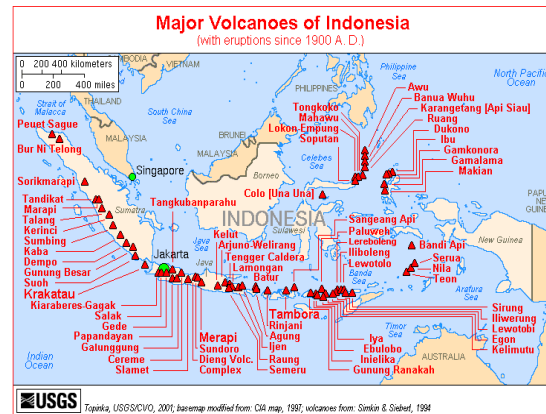 Major Volcanoes of Indonesia
(with eruptions since 1900 A. D.)
0 200 400 kilometers
0 200 400 miles
CAMBODIA
VIETNAM
THAILAND
Strait of
Malacca
South China
Sea
PHILIPPINES
Philippine
Sea
North Pacific
Ocean
Peuet Sague
Bur Ni Telong
MALAYSIA
Singapore
BRUNEI
MALAYSIA
Celebes
Sea
Tongkoko
Mahawu
Lokon-Empung
Soputan
Awu
Banua Wuhu
Karangetang [Api Siau]
Ruang
Dukono
Ibu
Gamkonora
Gamalama
Makian
Sorikmarapi
Tandikat
Marapi
Talang
Kerinci
Sumbing
Kaba
Dempo
Gunung Besar
Suoh
Krakatau
Kiaraberes-Gagak
Salak
Gede
Papandayan
Galunggung
Cereme
Slamet
Sumatra
Tangkubanparahu
Borneo
Colo [Una Una]
INDONESIA
Sulawesi
Jakarta
Java
Sea
Java
Kelut
Arjuno-Welirang
Tengger Caldera
Lamongan
Batur
Sangeang Api
Paluweh
Lereboleng
Iliboleng
Lewotolo
Banda
Sea
Bandi Api
Serua
Nila
Teon
New Guinea
PAPUA
NEW
GUINEA
Arafura
Sea
Merapi
Sundoro
Dieng Volc.
Complex
Tambora
Rinjani
Agung
Ijen
Raung
Semeru
Iya
Ebulobo
Inielika
Gunung Ranakah
Sirung
Iliwerung
Lewotobi
Egon
Kelimutu
Timor
Sea
Indian
Ocean
AUSTRALIA
USGS
Topinka, USGS/CVO, 2001; basemap modified from: CIA map, 1997; volcanoes from: Simkin & Siebert, 1994